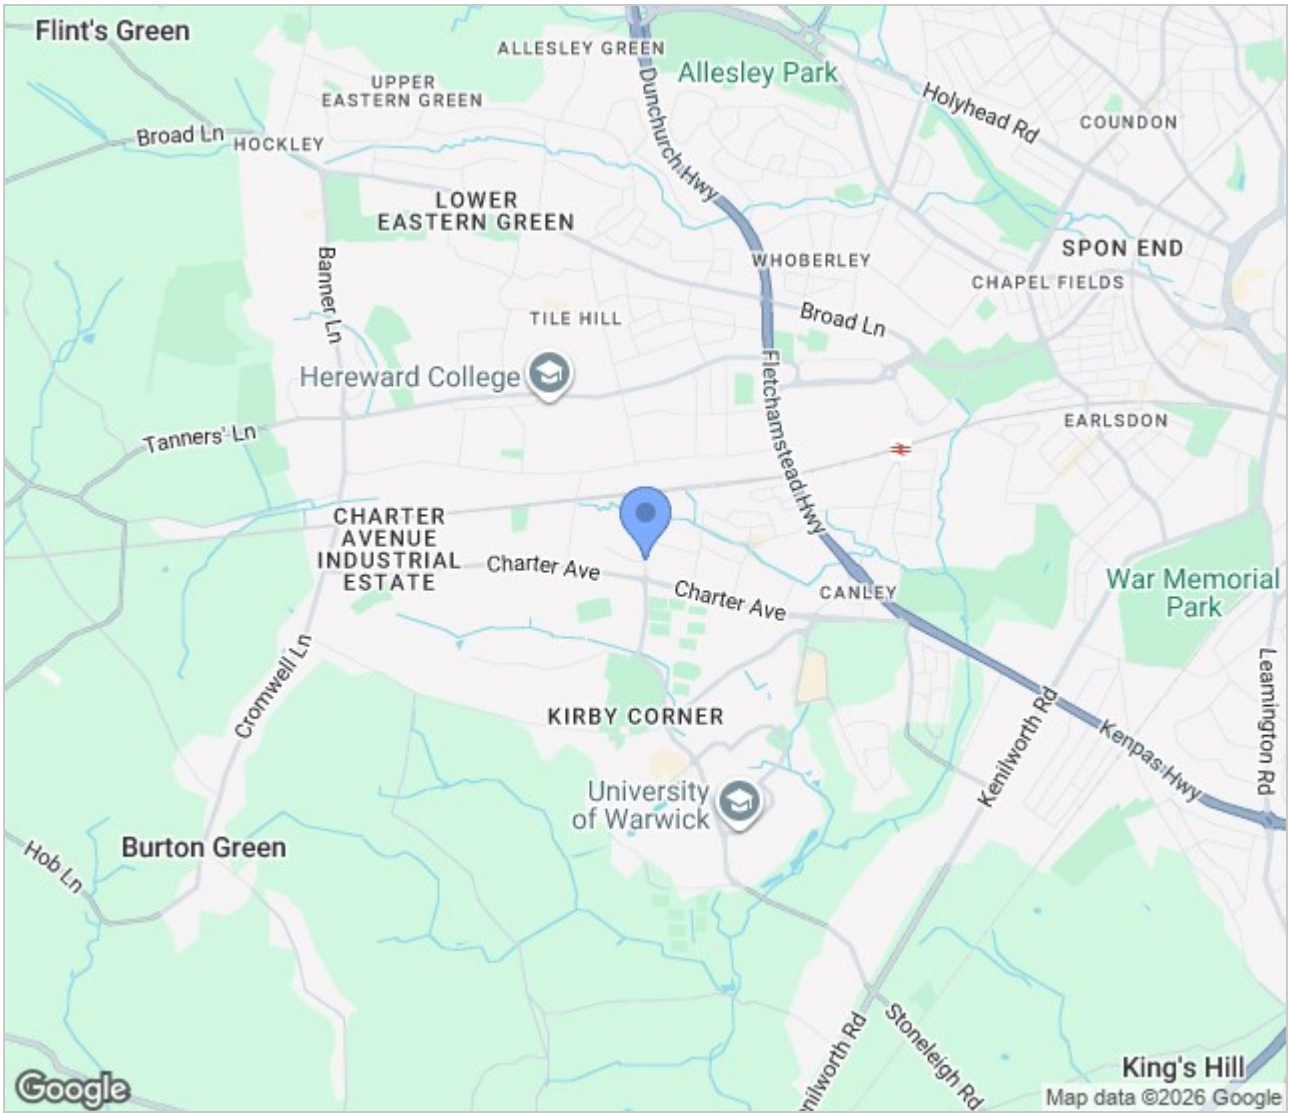 Flint's Green
ALLESLEY GREEN
Allesley Park
UPPER
EASTERN GREEN
Dunchurch Hwy
Holyhead Rd
COUNDON
Broad Ln
HOCKLEY
LOWER
EASTERN GREEN
SPON END
WHOBERLEY
CHAPEL FIELDS
Banner Ln
TILE HILL
Broad Ln
Hereward College
Fletchamstead Hwy
EARLSDON
Tanners' Ln
CHARTER
AVENUE
INDUSTRIAL
ESTATE
Charter Ave
Charter Ave
CANLEY
War Memorial
Park
Cromwell Ln
Leamington Rd
KIRBY CORNER
Kenilworth Rd
Kenpas Hwy
University
of Warwick
Burton Green
Hob Ln
Stoneleigh Rd
nilworth Rd
King's Hill
Google
Map data ©2026 Google